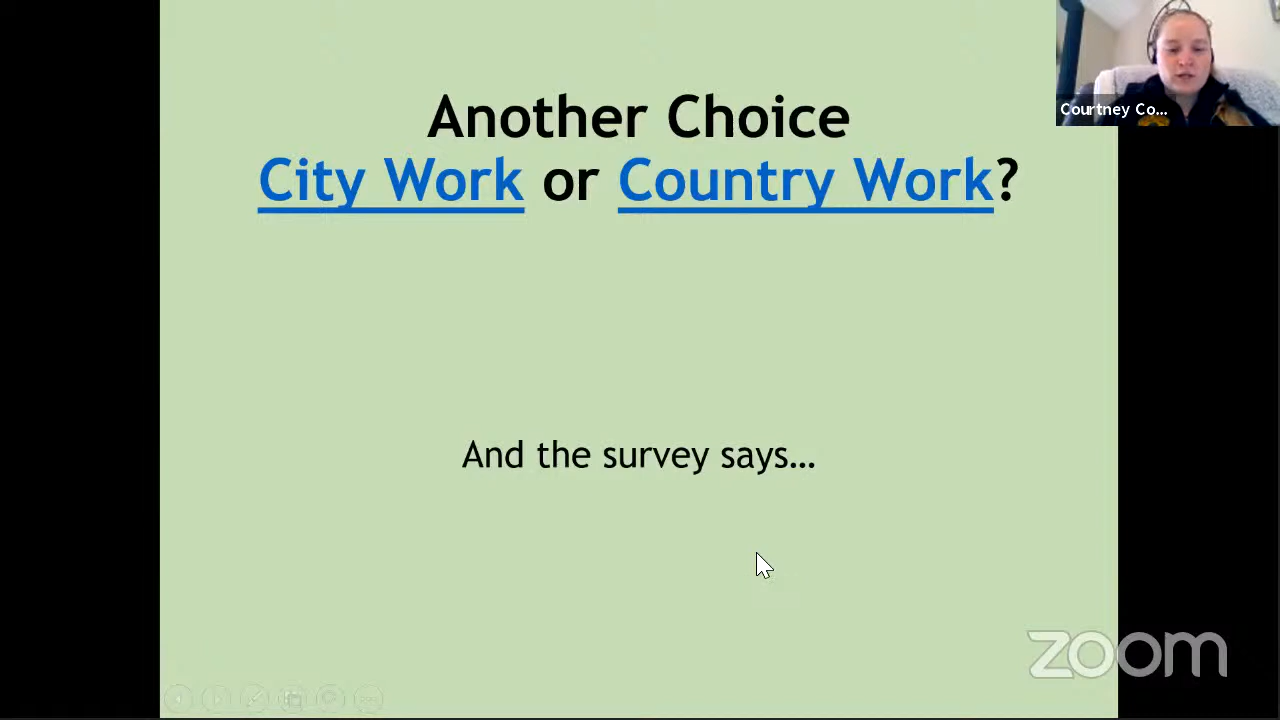 Another Choice
City Work or Country Work?
Courtney Co...
And the survey says...
zoom